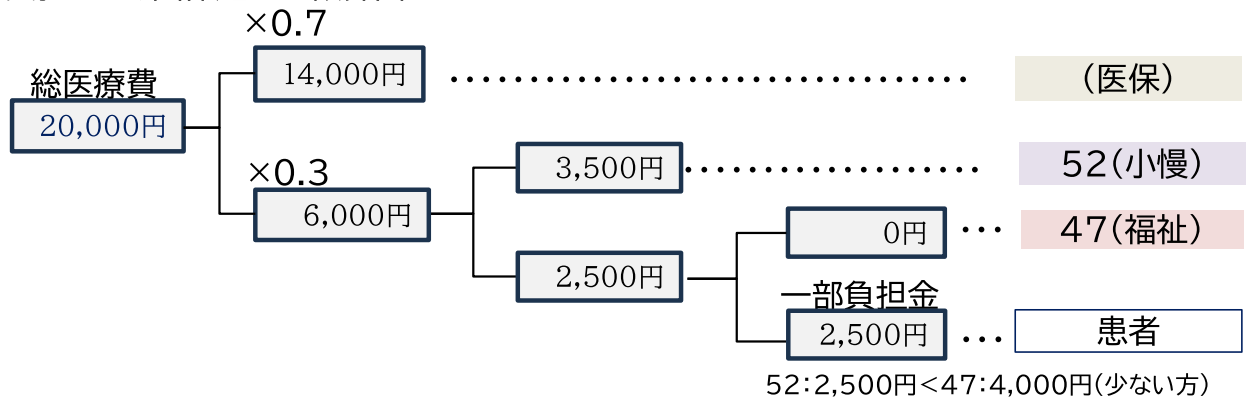 ×0.7
14,000円
(医保)
総医療費
20,000円
×0.3
6,000円
3,500円
52(小慢)
2,500円
0円
47(福祉)
一部負担金
2,500円
患者
52:2,500円<47:4,000円(少ない方)